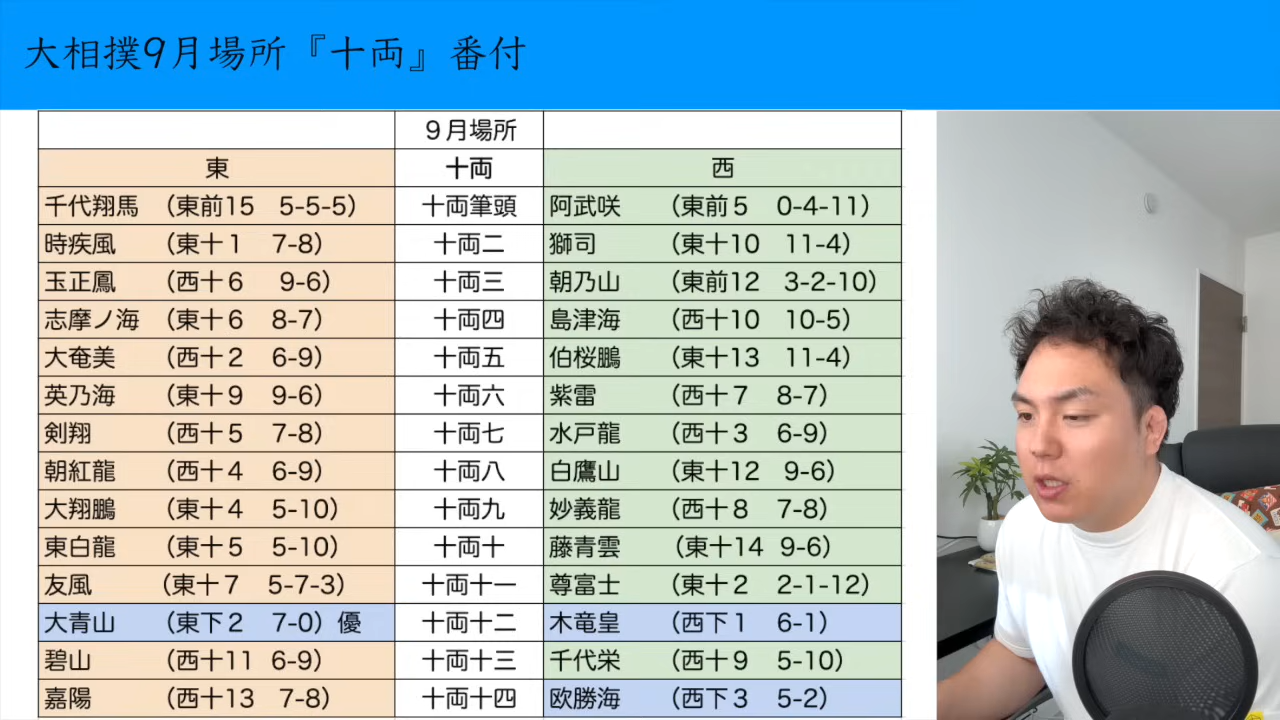 大相撲9月場所『十両』番付
９月場所
東 十両 西
千代翔馬 （東前15 5-5-5） 十両筆頭 阿武咲 （東前５ 0-4-11）
時疾風 （東十１ 7-8） 十両二 獅司 （東十10 11-4）
玉正鳳 （西十６ 9-6） 十両三 朝乃山 （東前12 3-2-10）
志摩ノ海 （東十６ 8-7） 十両四 島津海 （西十10 10-5）
大奄美 （西十２ 6-9） 十両五 伯桜鵬 （東十13 11-4）
英乃海 （東十９ 9-6） 十両六 紫雷 （西十７ 8-7）
剣翔 （西十５ 7-8） 十両七 水戸龍 （西十３ 6-9）
朝紅龍 （西十４ 6-9） 十両八 白鷹山 （東十12 9-6）
大翔鵬 （東十４ 5-10） 十両九 妙義龍 （西十８ 7-8）
東白龍 （東十５ 5-10） 十両十 藤青雲 （東十14 9-6）
友風 （東十７ 5-7-3） 十両十一 尊富士 （東十２ 2-1-12）
大青山 （東下２ 7-0）優 十両十二 木竜皇 （西下１ 6-1）
碧山 （西十11 6-9） 十両十三 千代栄 （西十９ 5-10）
嘉陽 （西十13 7-8） 十両十四 欧勝海 （西下３ 5-2）